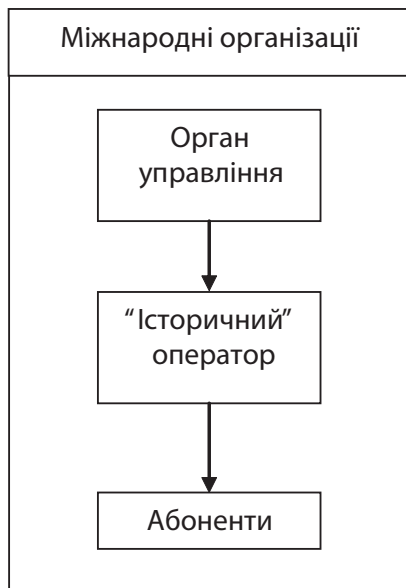 Міжнародні організації
Орган
управління
“Історичний”
оператор
Абоненти